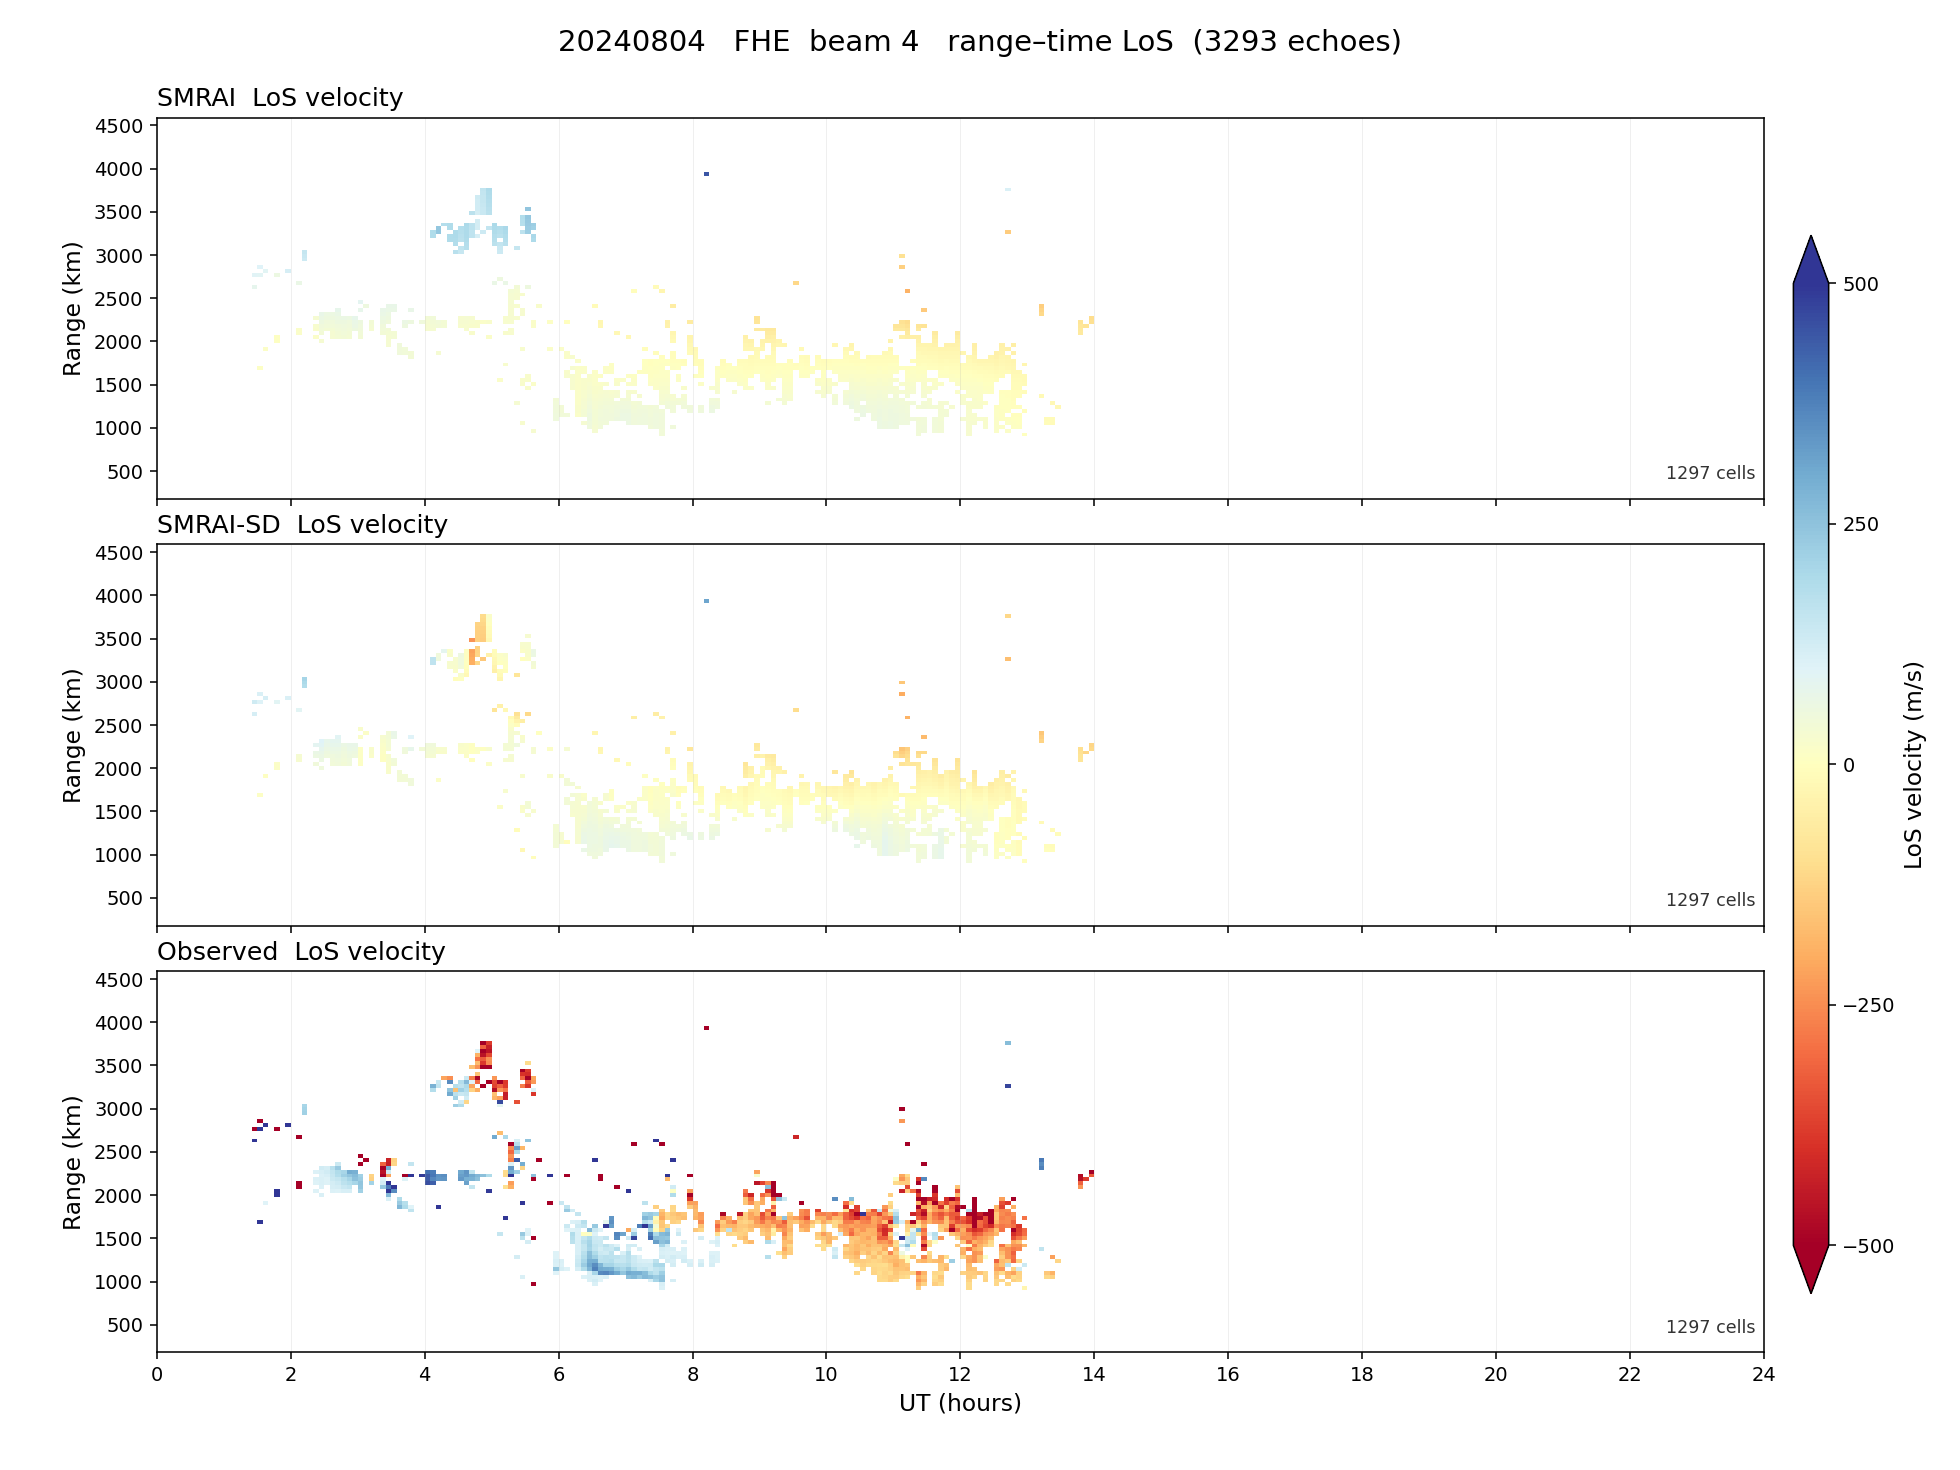 20240804   FHE  beam 4   range–time LoS  (3293 echoes)
SMRAI  LoS velocity
4500
4000
3500
3000
2500
2000
1500
1000
500
Range (km)
1297 cells
SMRAI-SD  LoS velocity
4500
4000
3500
3000
2500
2000
1500
1000
500
Range (km)
1297 cells
Observed  LoS velocity
4500
4000
3500
3000
2500
2000
1500
1000
500
Range (km)
1297 cells
0 2 4 6 8 10 12 14 16 18 20 22 24
UT (hours)
500
250
0
−250
−500
LoS velocity (m/s)